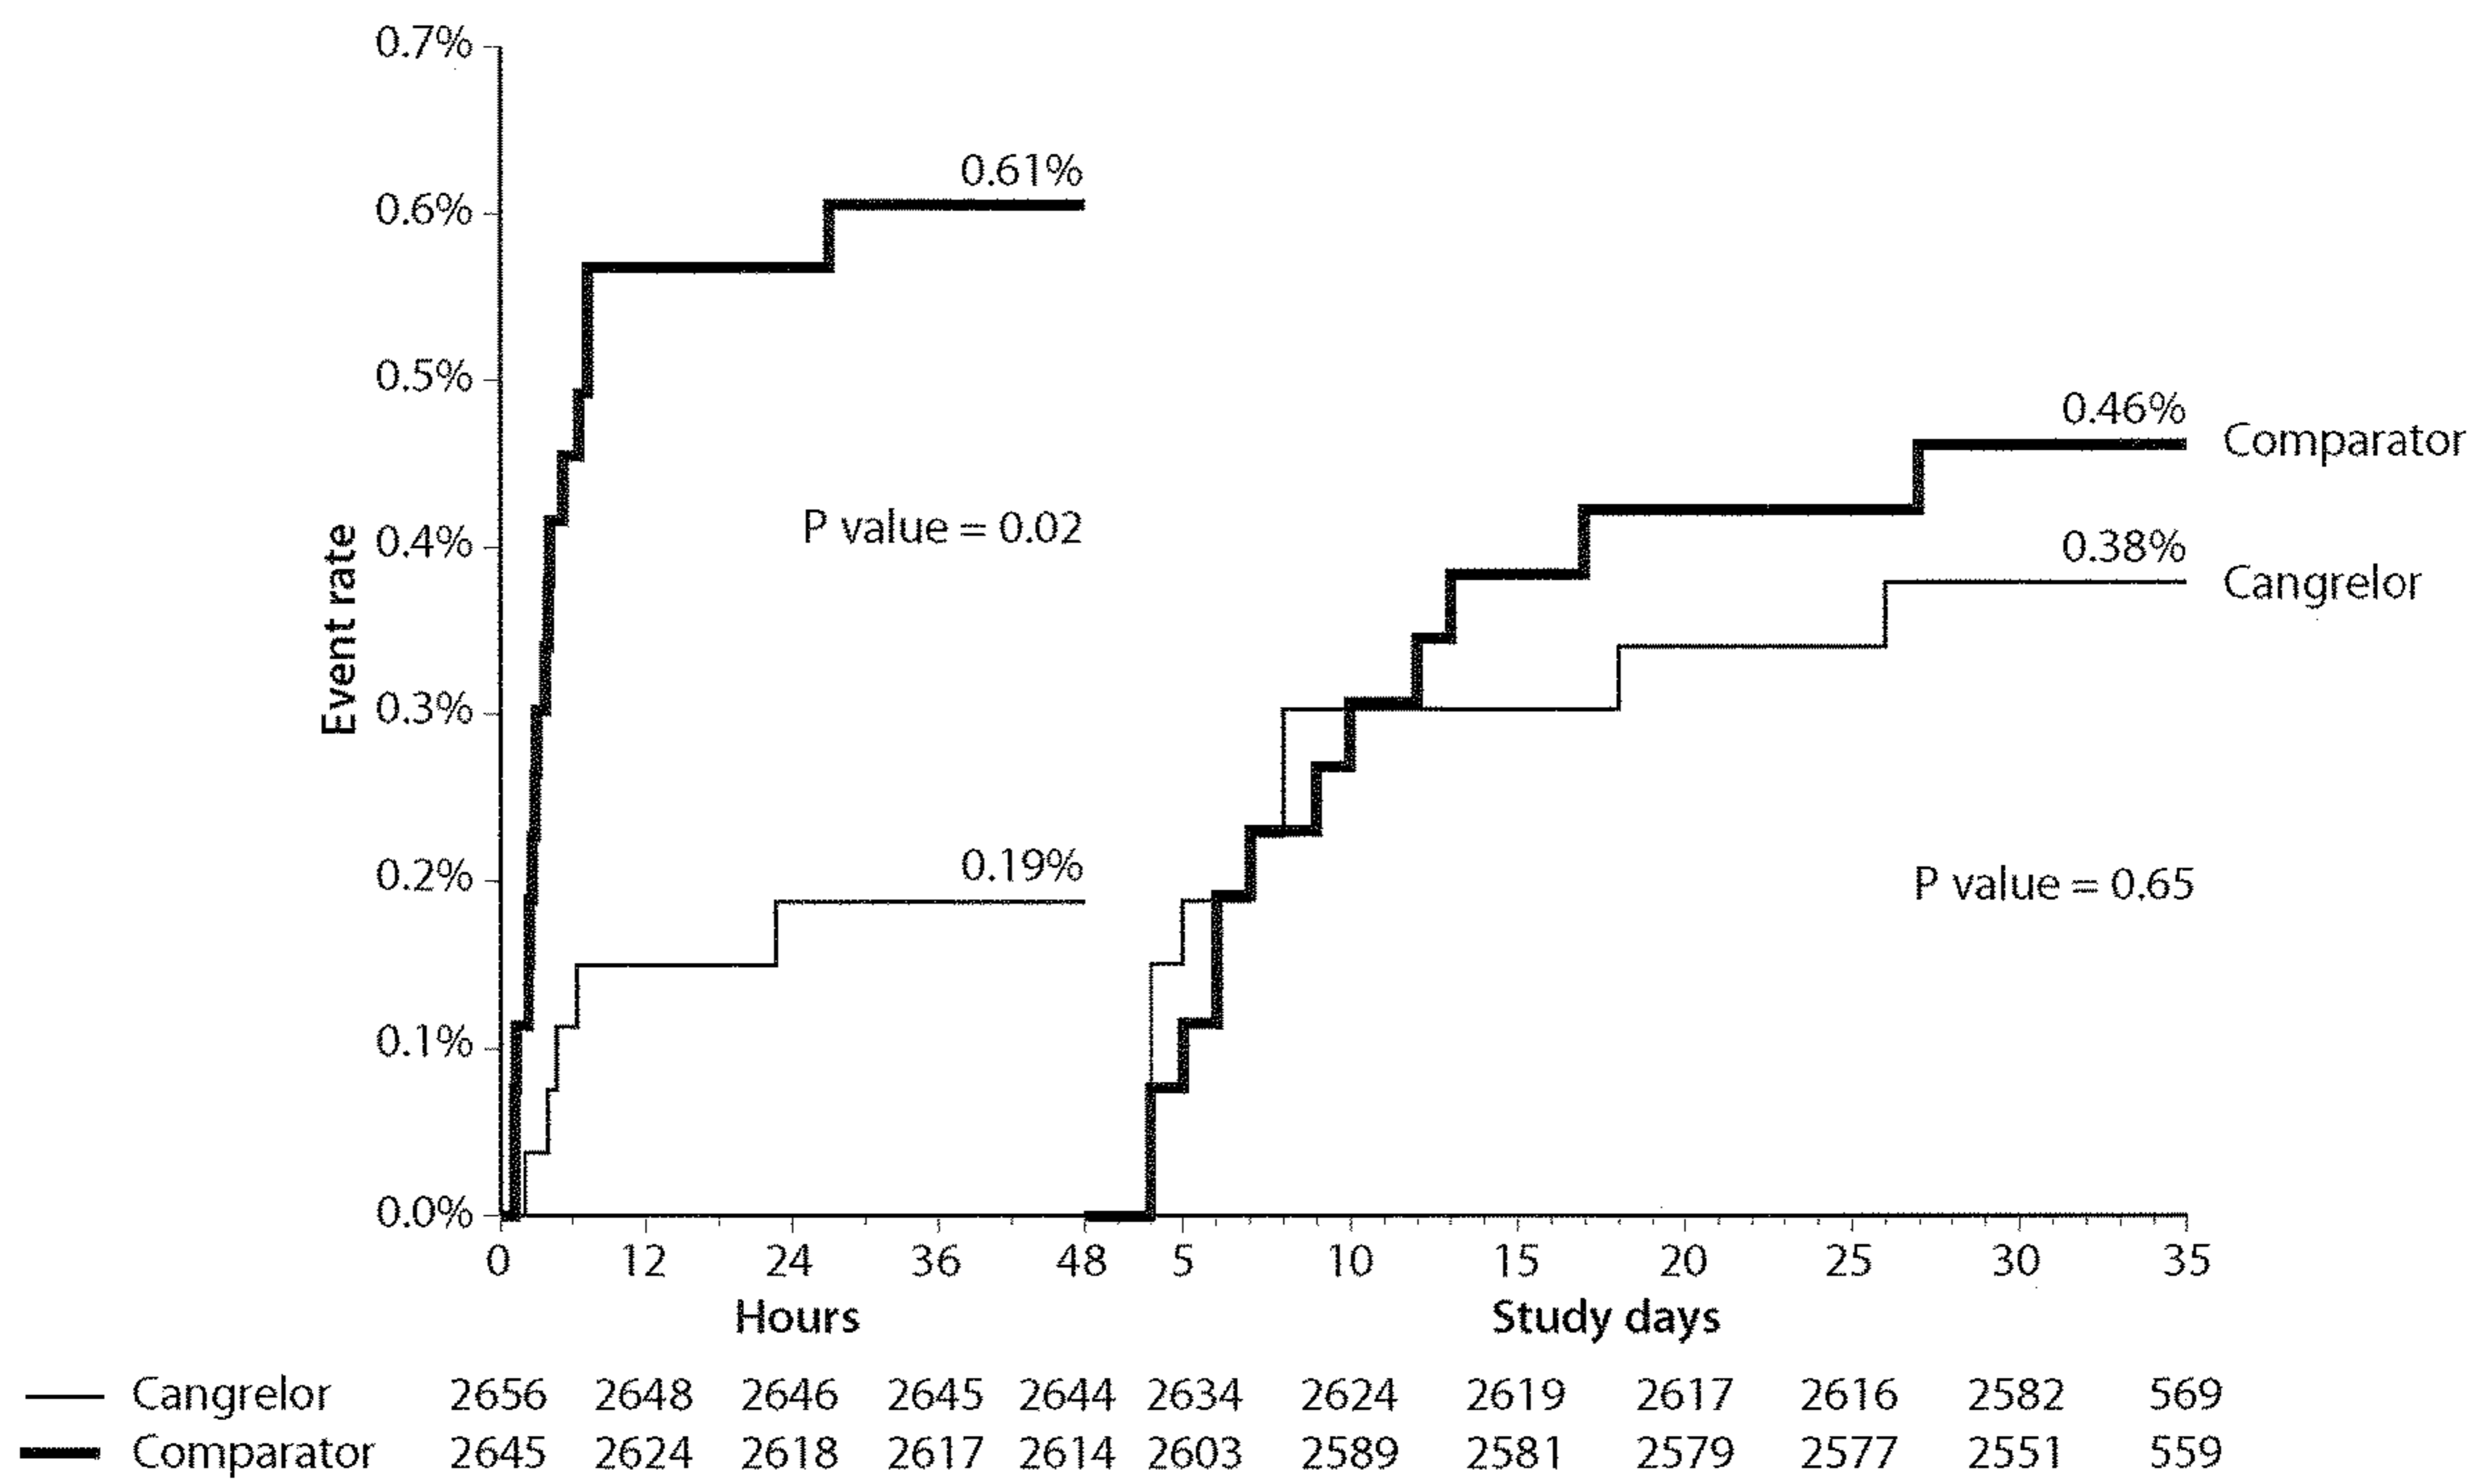 0.7%
0.6%
0.5%
0.4%
0.3%
0.2%
0.1%
0.0%
Event rate
0.61%
P value = 0.02
0.19%
0.46%
Comparator
0.38%
Cangrelor
P value = 0.65
0 12 24 36 48 5 10 15 20 25 30 35
Hours Study days
Cangrelor 2656 2648 2646 2645 2644 2634 2624 2619 2617 2616 2582 569
Comparator 2645 2624 2618 2617 2614 2603 2589 2581 2579 2577 2551 559